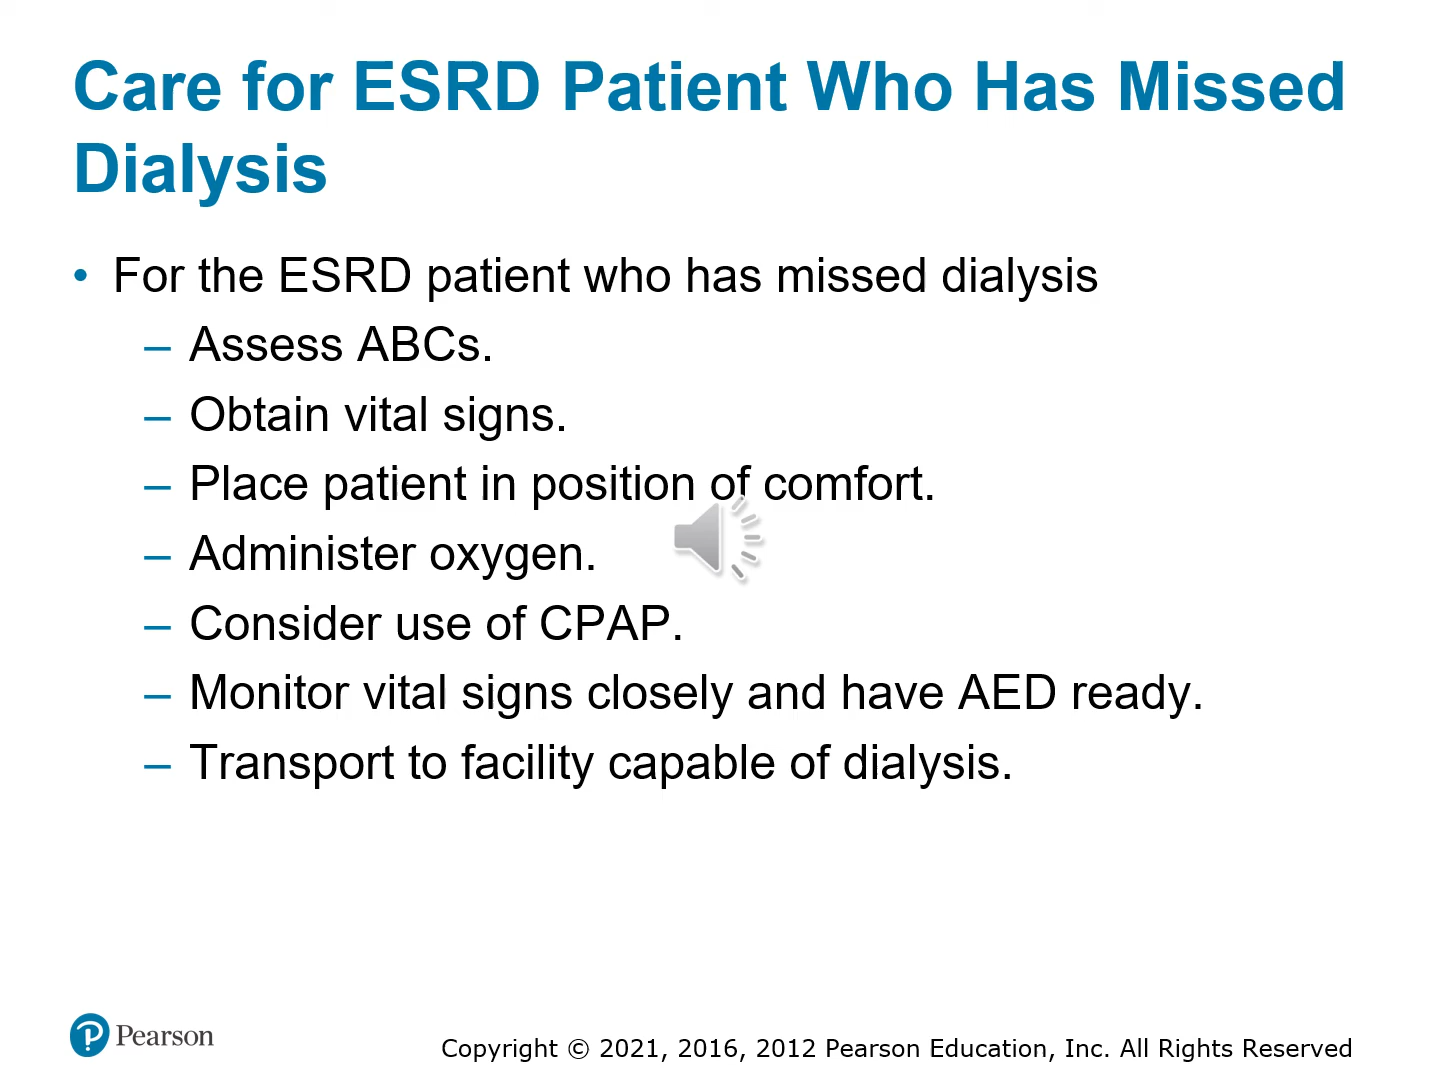 Care for ESRD Patient Who Has Missed
Dialysis
• For the ESRD patient who has missed dialysis
– Assess ABCs.
– Obtain vital signs.
– Place patient in position of comfort.
– Administer oxygen.
– Consider use of CPAP.
– Monitor vital signs closely and have AED ready.
– Transport to facility capable of dialysis.
Pearson
Copyright © 2021, 2016, 2012 Pearson Education, Inc. All Rights Reserved